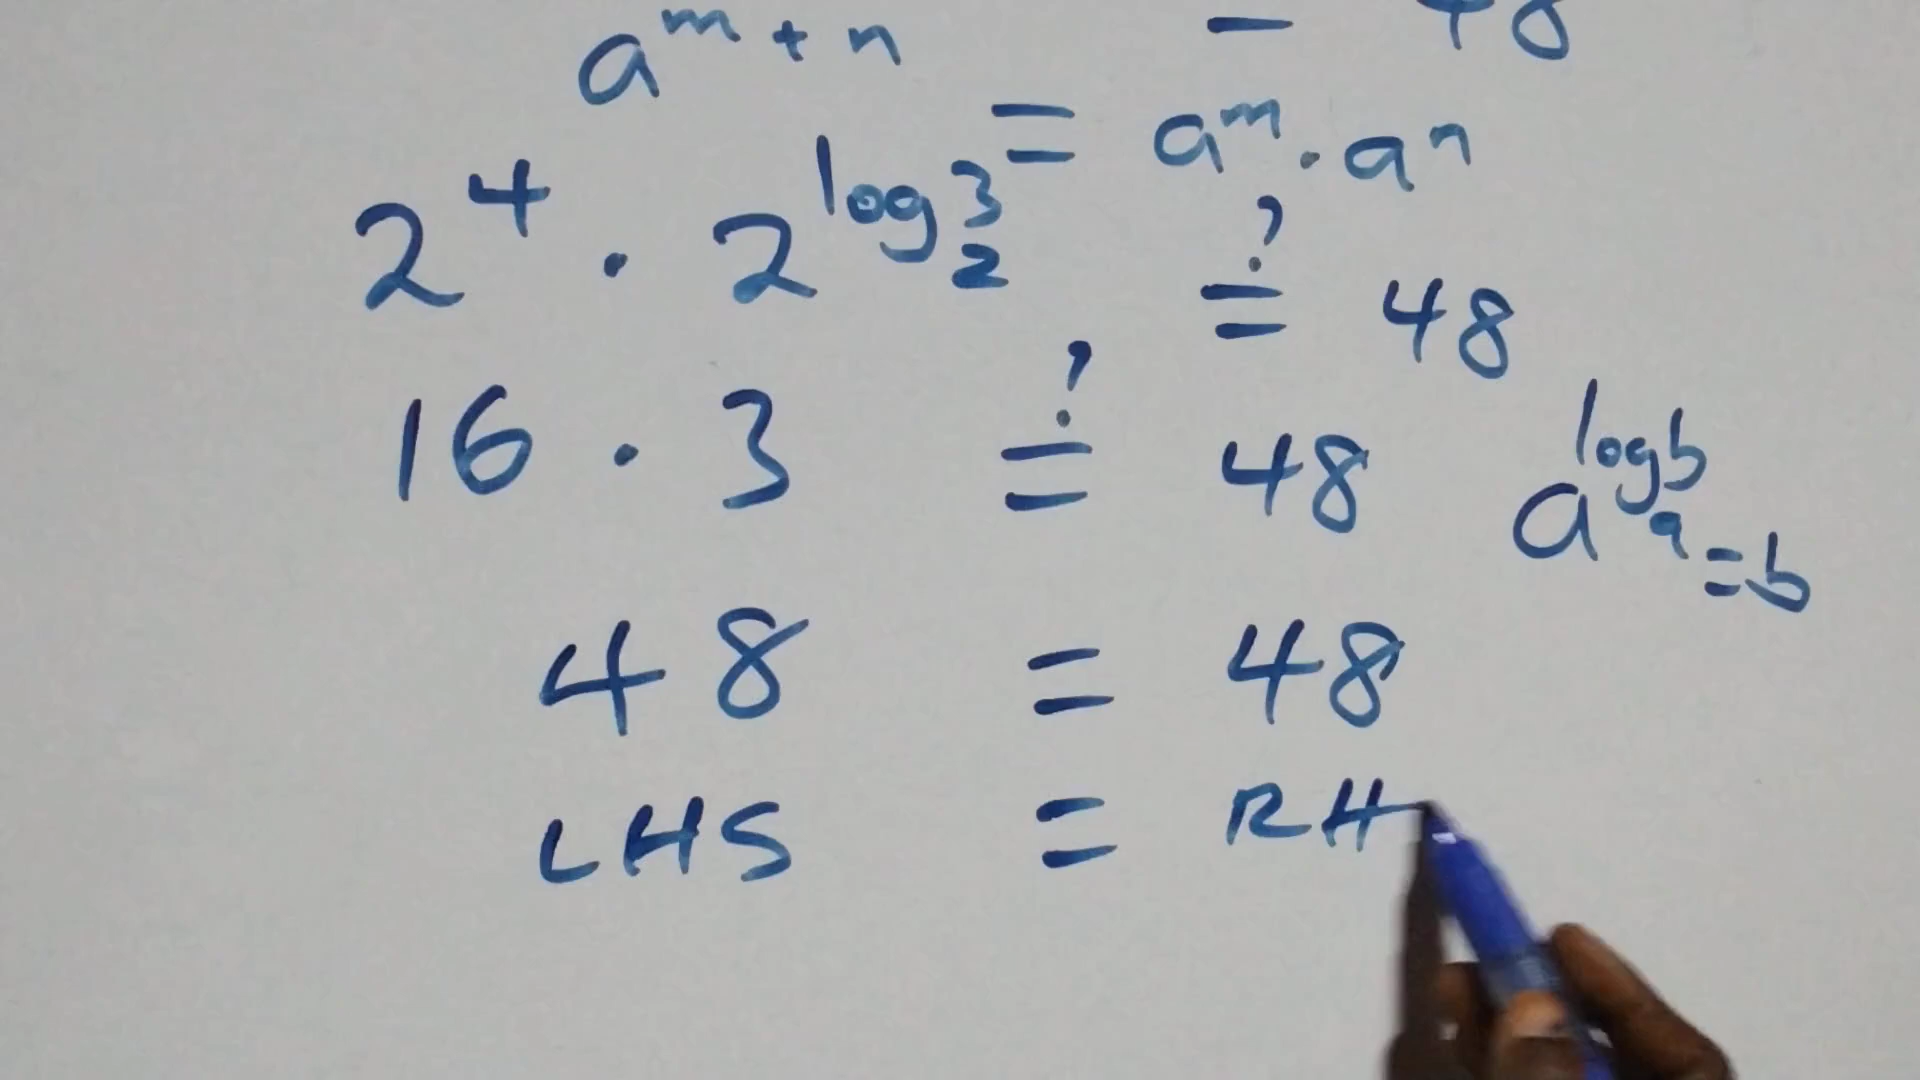 a^{m+n} = 48
= a^m · a^n
2^4 · 2^{log_2 3} =? 48
16 · 3 =? 48
a^{log_a b} = b
48 = 48
LHS = RH